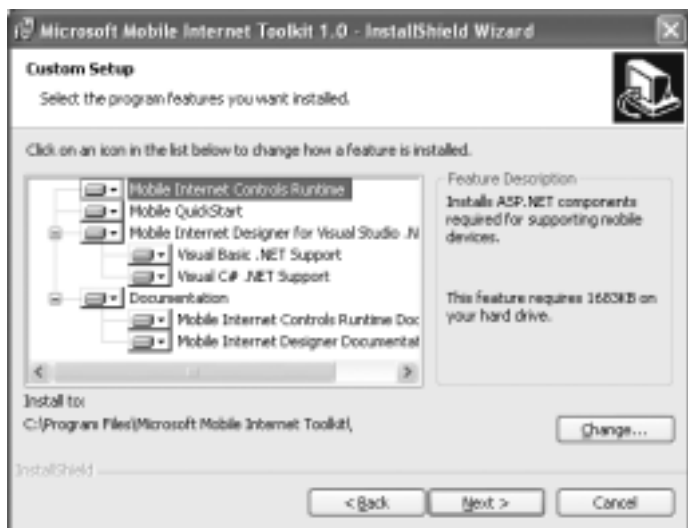 Microsoft Mobile Internet Toolkit 1.0 - InstallShield Wizard
Custom Setup
Select the program features you want installed.
Click on an icon in the list below to change how a feature is installed.
Mobile Internet Controls Runtime
Mobile QuickStart
Mobile Internet Designer for Visual Studio .N
Visual Basic .NET Support
Visual C# .NET Support
Documentation
Mobile Internet Controls Runtime Doc
Mobile Internet Designer Documentat
Feature Description
Installs ASP.NET components
required for supporting mobile
devices.
This feature requires 1683KB on
your hard drive.
Install to:
C:\Program Files\Microsoft Mobile Internet Toolkit\
Change...
InstallShield
< Back
Next >
Cancel